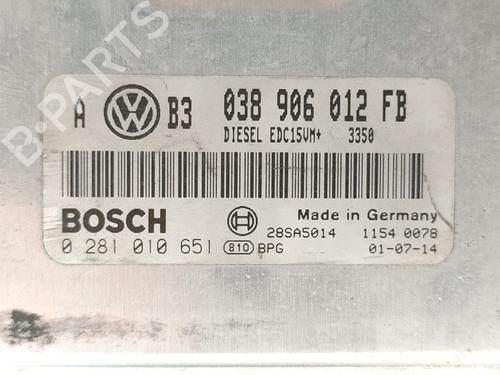 B-PARTS
A VW B3 038 906 012 FB
DIESEL EDC15VM+ 3350
BOSCH
Made in Germany
28SA5014 1154 0078
0 281 010 651 810 BPG 01-07-14